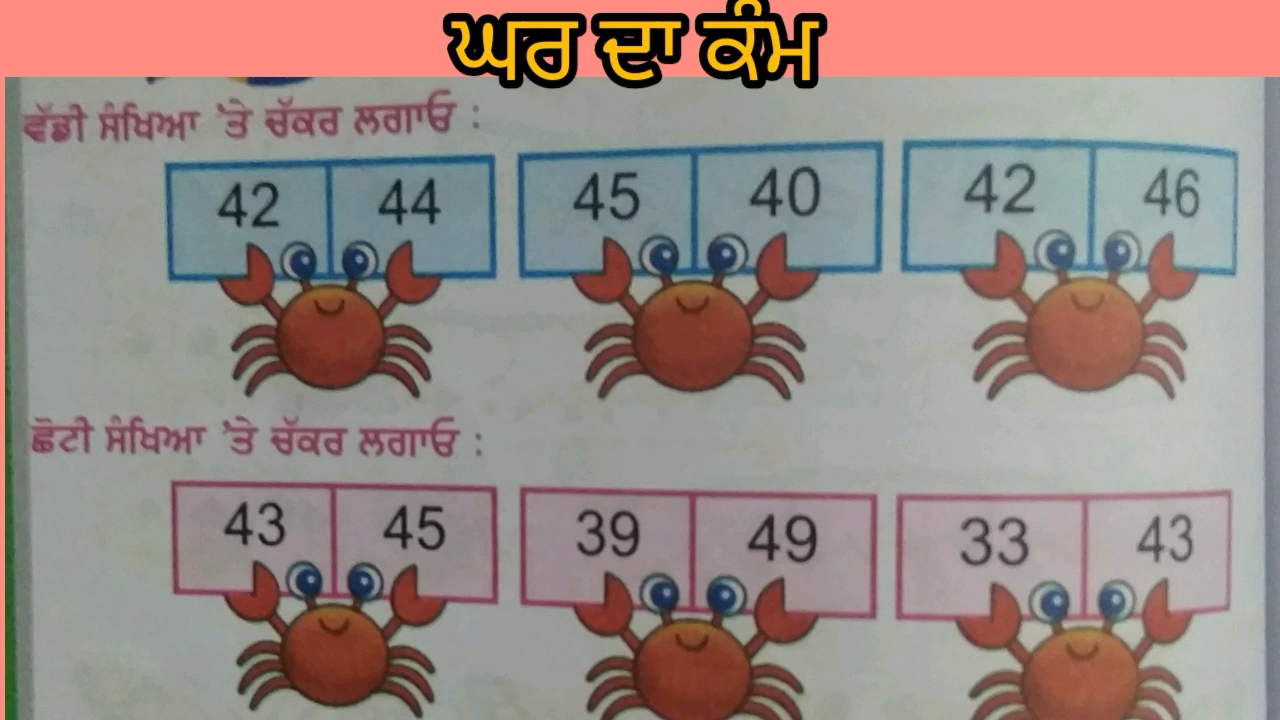 ਘਰ ਦਾ ਕੰਮ
ਵੱਡੀ ਸੰਖਿਆ 'ਤੇ ਚੱਕਰ ਲਗਾਓ :
42 44 45 40 42 46
ਛੋਟੀ ਸੰਖਿਆ 'ਤੇ ਚੱਕਰ ਲਗਾਓ :
43 45 39 49 33 43